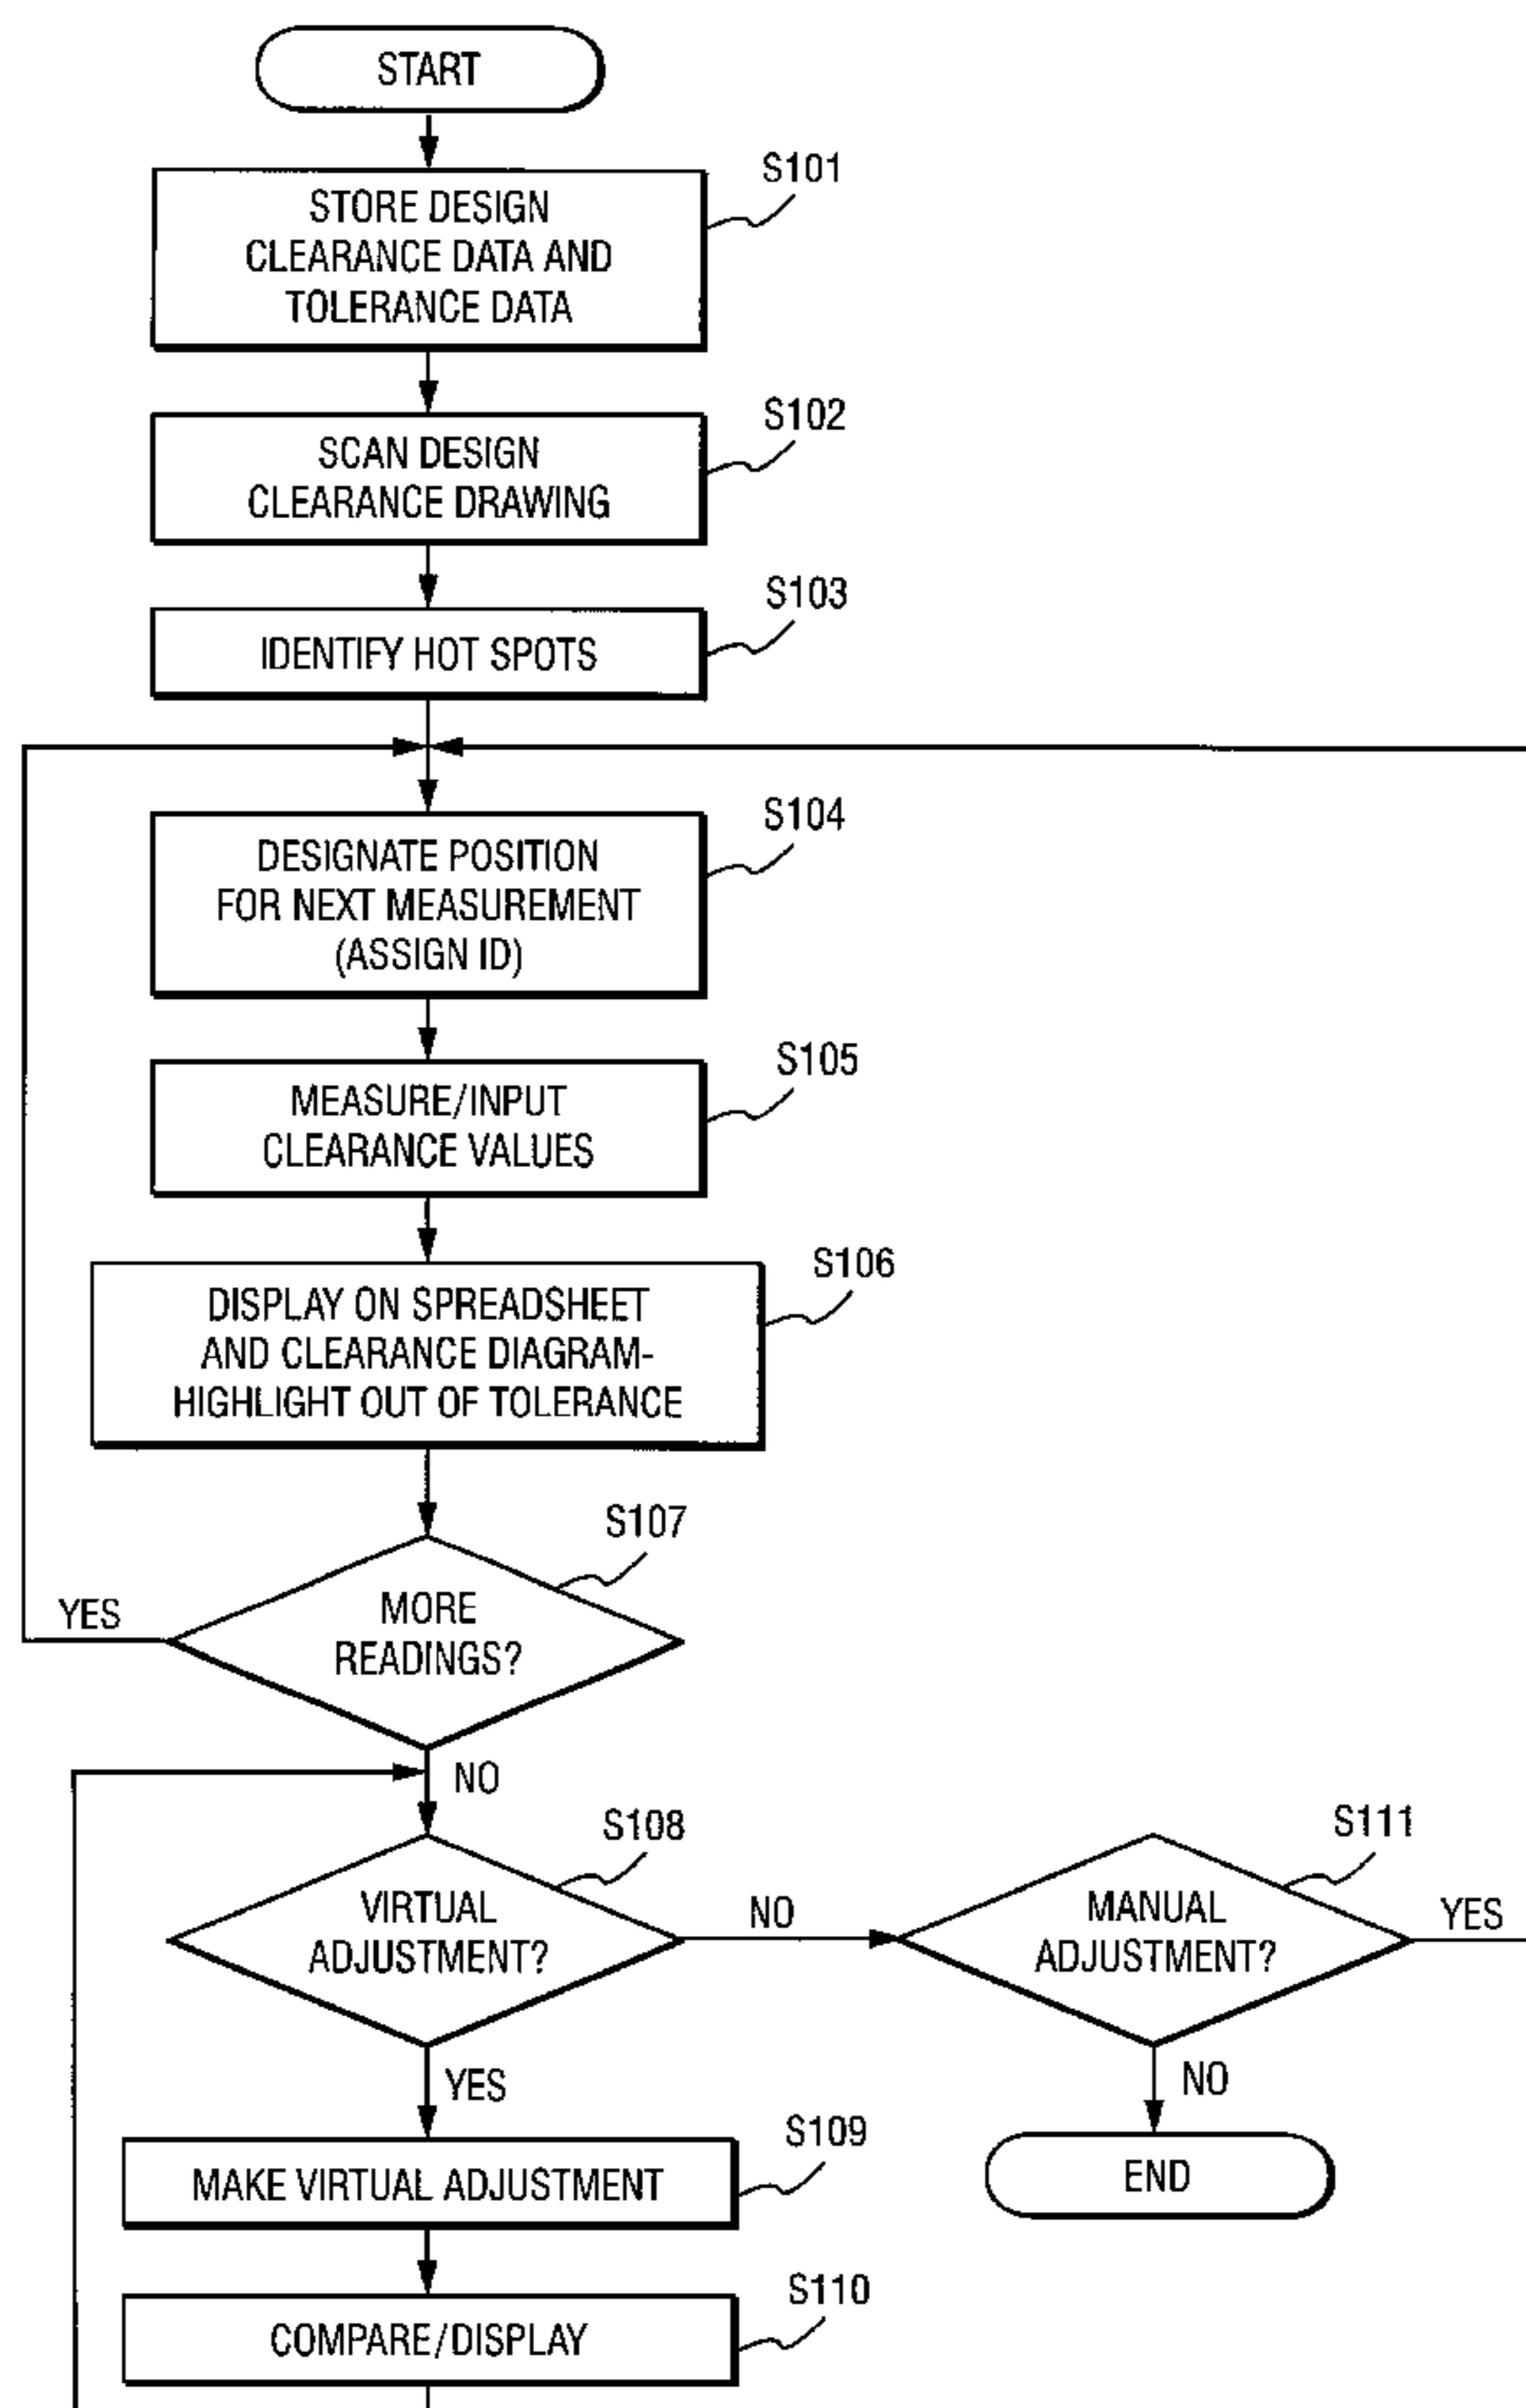 START
S101
STORE DESIGN
CLEARANCE DATA AND
TOLERANCE DATA
S102
SCAN DESIGN
CLEARANCE DRAWING
S103
IDENTIFY HOT SPOTS
S104
DESIGNATE POSITION
FOR NEXT MEASUREMENT
(ASSIGN ID)
S105
MEASURE/INPUT
CLEARANCE VALUES
S106
DISPLAY ON SPREADSHEET
AND CLEARANCE DIAGRAM-
HIGHLIGHT OUT OF TOLERANCE
S107
YES
MORE
READINGS?
NO
S108
VIRTUAL
ADJUSTMENT?
NO
S111
MANUAL
ADJUSTMENT?
YES
YES
NO
S109
MAKE VIRTUAL ADJUSTMENT
END
S110
COMPARE/DISPLAY